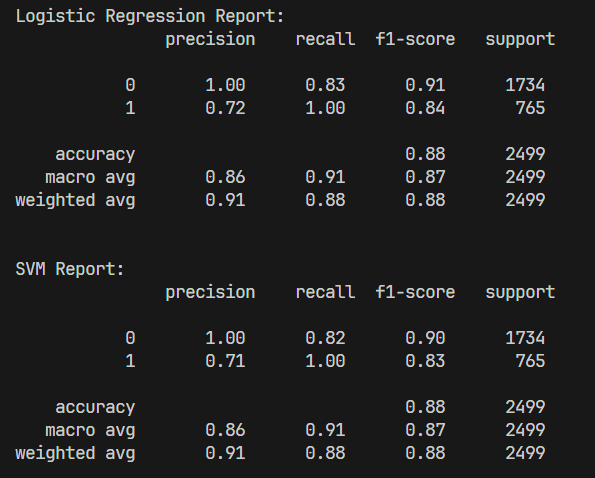 Logistic Regression Report:
precision recall f1-score support
0 1.00 0.83 0.91 1734
1 0.72 1.00 0.84 765
accuracy 0.88 2499
macro avg 0.86 0.91 0.87 2499
weighted avg 0.91 0.88 0.88 2499
SVM Report:
precision recall f1-score support
0 1.00 0.82 0.90 1734
1 0.71 1.00 0.83 765
accuracy 0.88 2499
macro avg 0.86 0.91 0.87 2499
weighted avg 0.91 0.88 0.88 2499